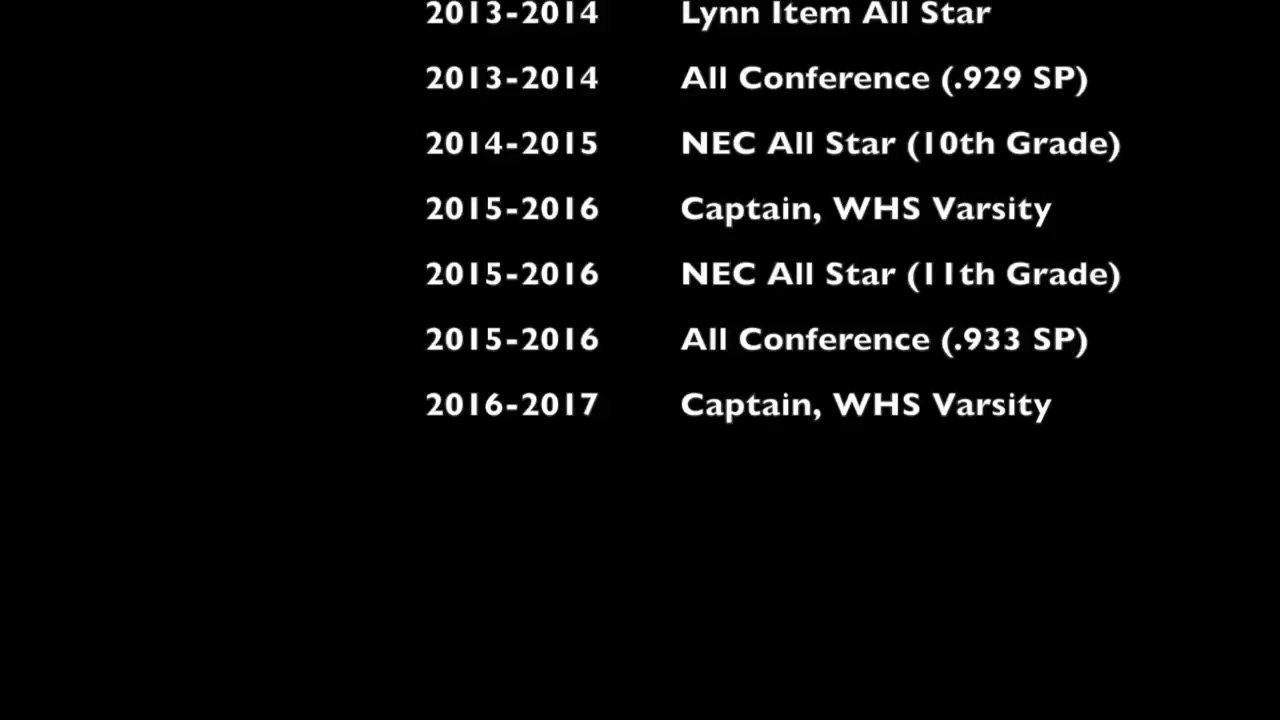 2013-2014 Lynn Item All Star
2013-2014 All Conference (.929 SP)
2014-2015 NEC All Star (10th Grade)
2015-2016 Captain, WHS Varsity
2015-2016 NEC All Star (11th Grade)
2015-2016 All Conference (.933 SP)
2016-2017 Captain, WHS Varsity